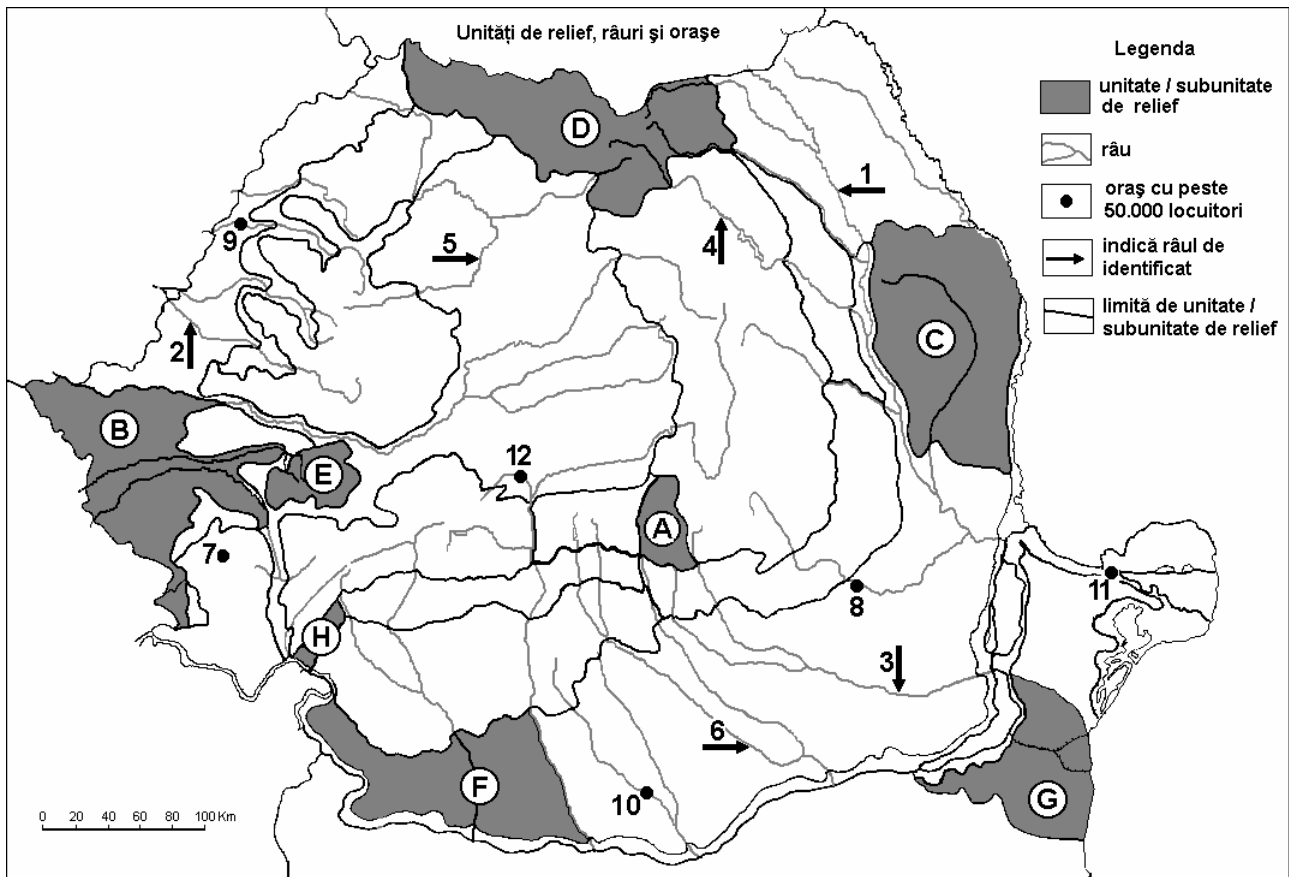 Unități de relief, râuri și orașe
Legenda
unitate / subunitate
de relief
râu
oraş cu peste
50.000 locuitori
indică râul de
identificat
limită de unitate /
subunitate de relief
D
1
9
5
4
2
C
B
12
E
A
7
8
11
H
3
6
F
10
G
0 20 40 60 80 100 Km